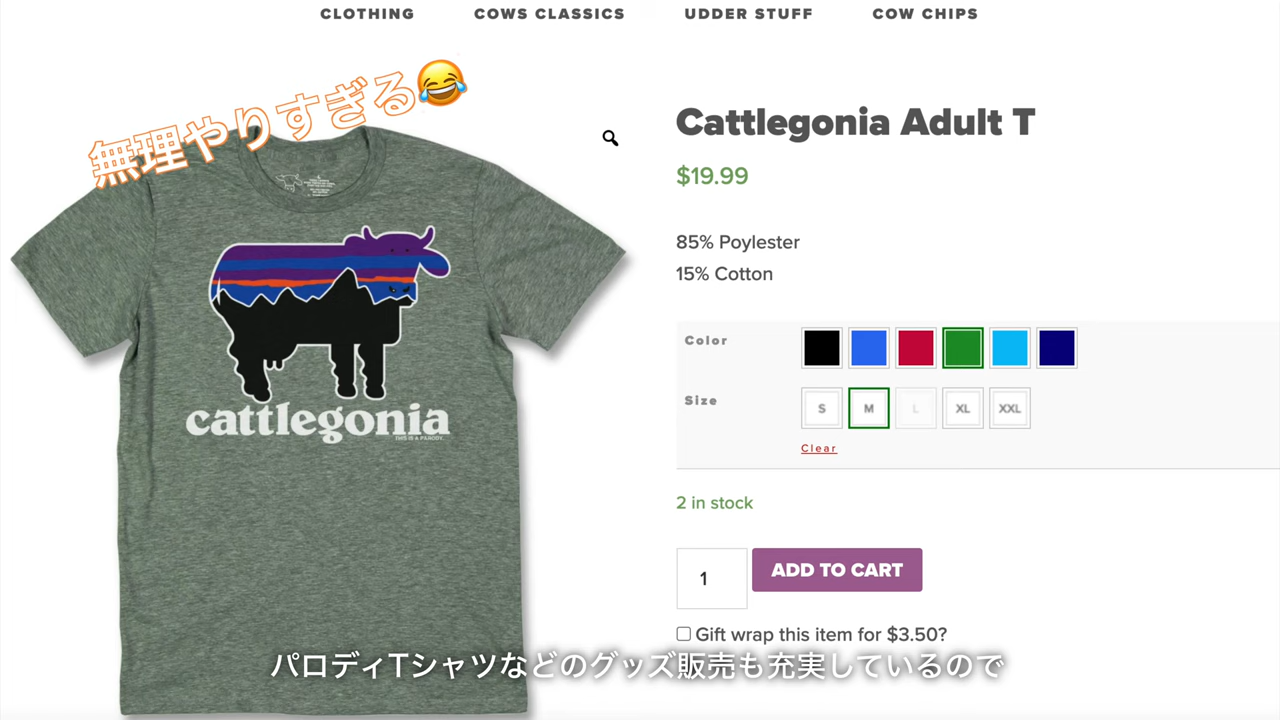 CLOTHING COWS CLASSICS UDDER STUFF COW CHIPS
無理やりすぎる😂
cattlegonia
THIS IS A PARODY.
Cattlegonia Adult T
$19.99
85% Poylester
15% Cotton
Color
Size S M L XL XXL
Clear
2 in stock
1 ADD TO CART
Gift wrap this item for $3.50?
パロディTシャツなどのグッズ販売も充実しているので